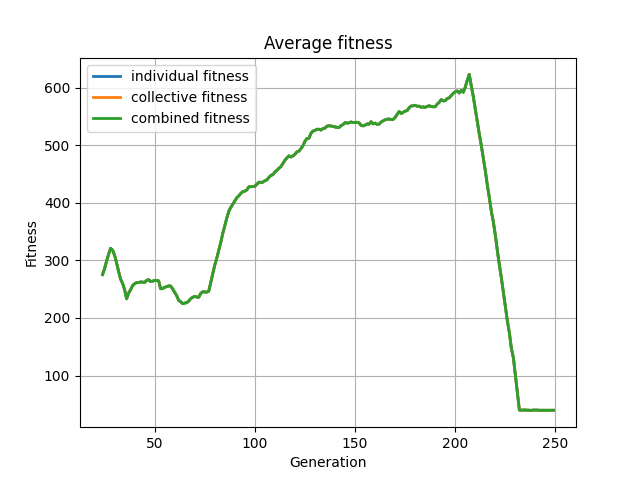 Average fitness
individual fitness
collective fitness
combined fitness
Fitness
600
500
400
300
200
100
50
100
150
200
250
Generation